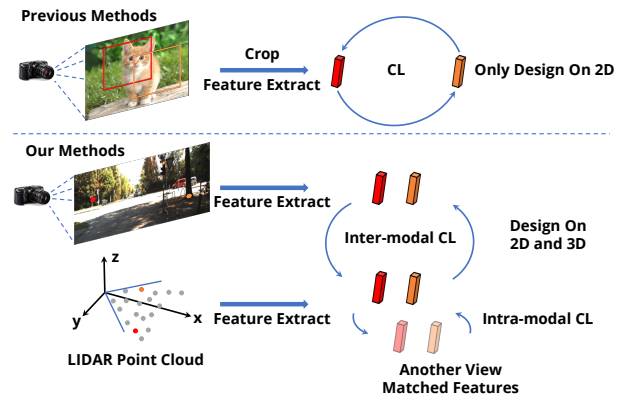 Previous Methods
Crop
Feature Extract
CL
Only Design On 2D
Our Methods
Feature Extract
Inter-modal CL
Design On
2D and 3D
z
y
x
Feature Extract
Intra-modal CL
LIDAR Point Cloud
Another View
Matched Features